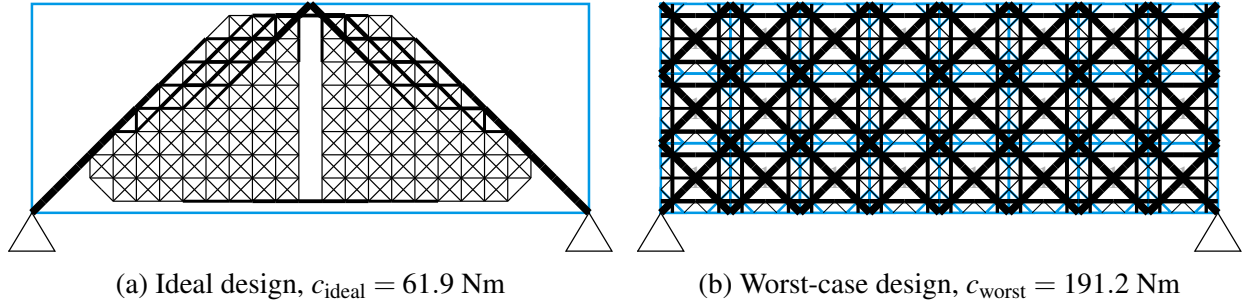 (a) Ideal design, c_ideal = 61.9 Nm
(b) Worst-case design, c_worst = 191.2 Nm